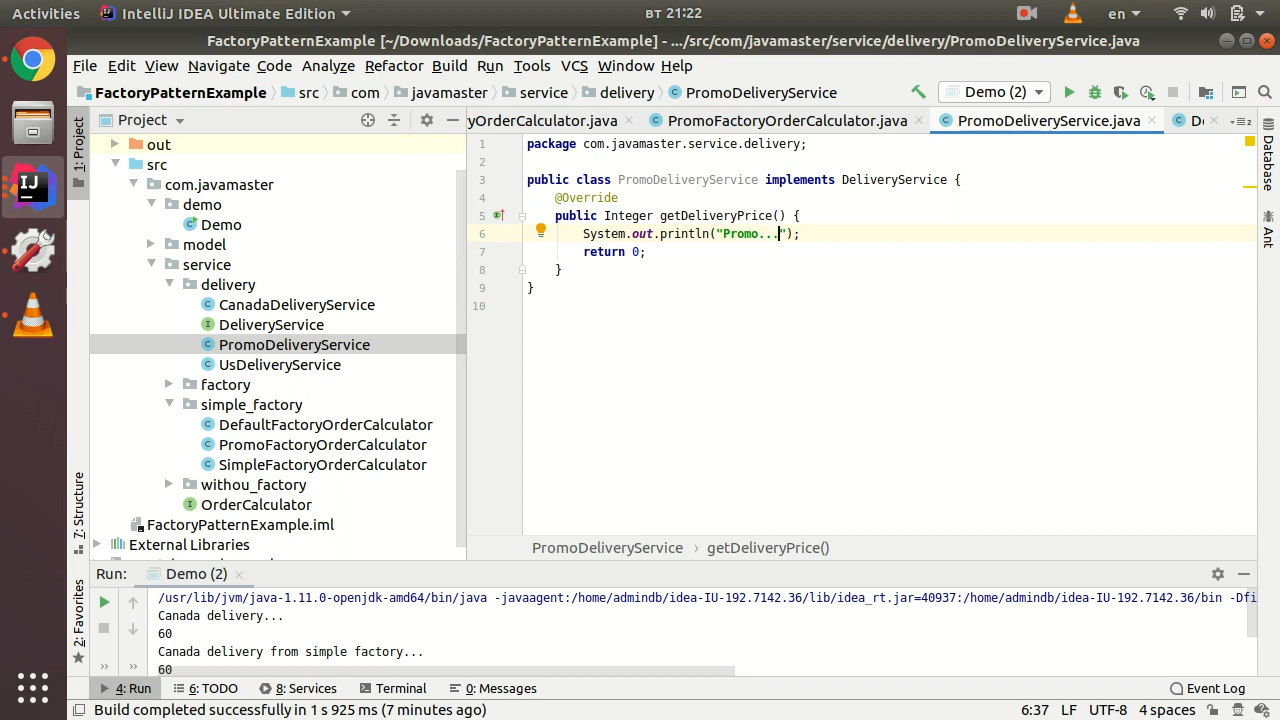 Activities
IntelliJ IDEA Ultimate Edition
вт 21:22
en
FactoryPatternExample [~/Downloads/FactoryPatternExample] - .../src/com/javamaster/service/delivery/PromoDeliveryService.java
File Edit View Navigate Code Analyze Refactor Build Run Tools VCS Window Help
FactoryPatternExample src com javamaster service delivery PromoDeliveryService
Demo (2)
1: Project
Project
yOrderCalculator.java
PromoFactoryOrderCalculator.java
PromoDeliveryService.java
2
Database
Ant
out
src
com.javamaster
demo
Demo
model
service
delivery
CanadaDeliveryService
DeliveryService
PromoDeliveryService
UsDeliveryService
factory
simple_factory
DefaultFactoryOrderCalculator
PromoFactoryOrderCalculator
SimpleFactoryOrderCalculator
withou_factory
OrderCalculator
FactoryPatternExample.iml
External Libraries
7: Structure
2: Favorites
1 package com.javamaster.service.delivery;
2
3 public class PromoDeliveryService implements DeliveryService {
4 @Override
5 public Integer getDeliveryPrice() {
6 System.out.println("Promo...");
7 return 0;
8 }
9 }
10
PromoDeliveryService › getDeliveryPrice()
Run: Demo (2)
/usr/lib/jvm/java-1.11.0-openjdk-amd64/bin/java -javaagent:/home/admindb/idea-IU-192.7142.36/lib/idea_rt.jar=40937:/home/admindb/idea-IU-192.7142.36/bin -Dfi
Canada delivery...
60
Canada delivery from simple factory...
60
4: Run 6: TODO 8: Services Terminal 0: Messages Event Log
Build completed successfully in 1 s 925 ms (7 minutes ago)
6:37 LF UTF-8 4 spaces